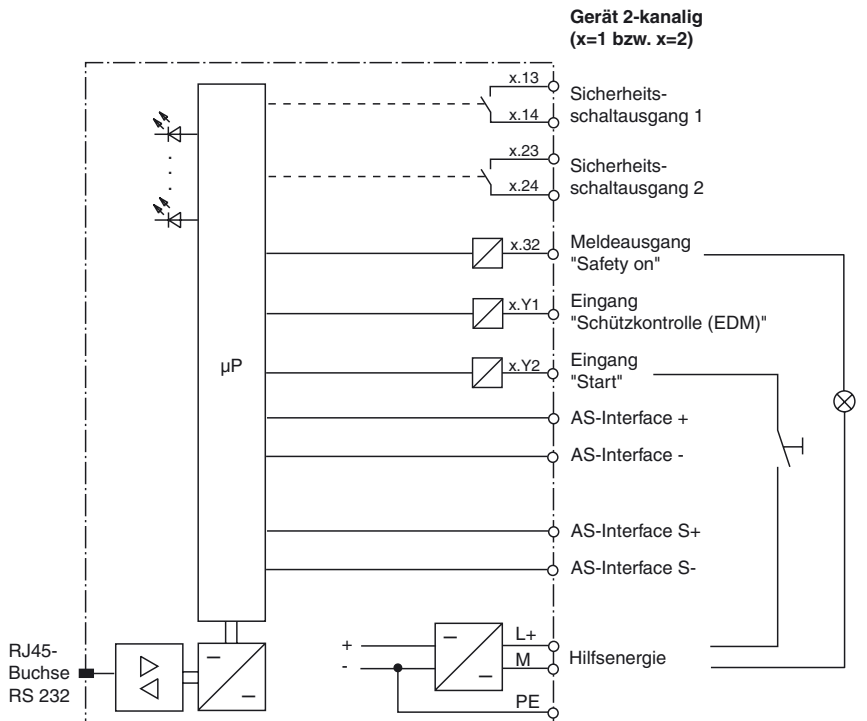 Gerät 2-kanalig
(x=1 bzw. x=2)
x.13
Sicherheits-
schaltausgang 1
x.14
x.23
Sicherheits-
schaltausgang 2
x.24
x.32
Meldeausgang
"Safety on"
x.Y1
Eingang
"Schützkontrolle (EDM)"
x.Y2
Eingang
"Start"
µP
AS-Interface +
AS-Interface -
AS-Interface S+
AS-Interface S-
RJ45-
Buchse
RS 232
+
-
L+
M
Hilfsenergie
PE